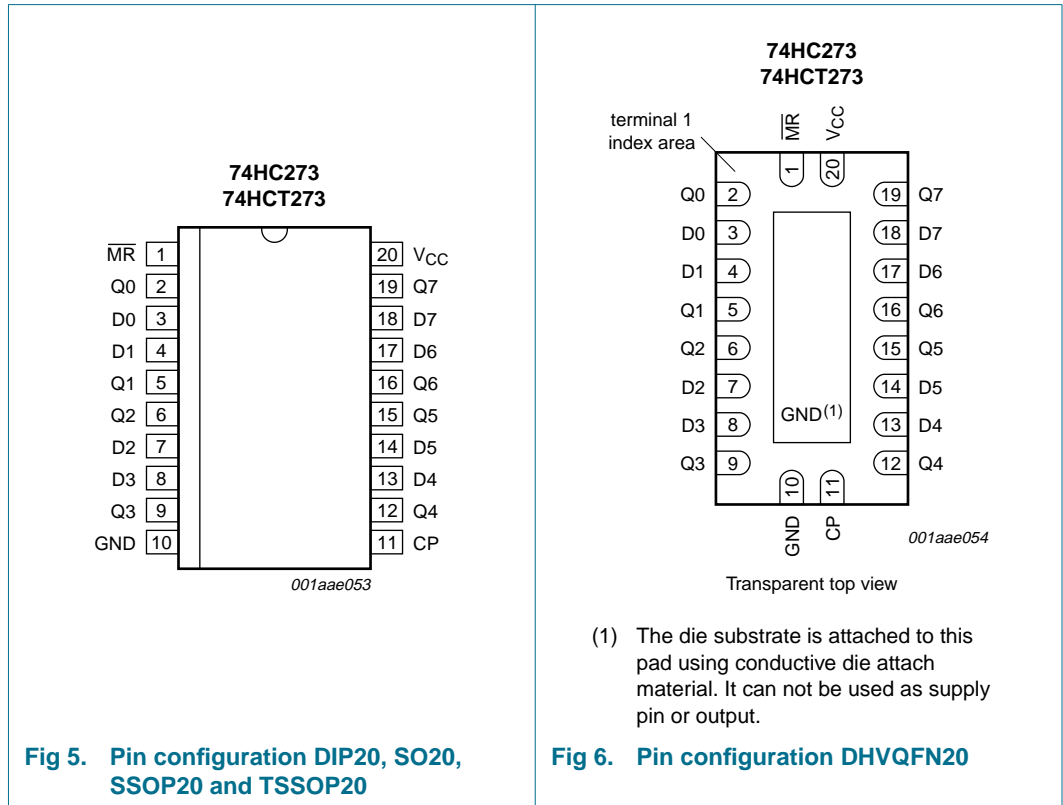 74HC273
74HCT273
MR 1
Q0 2
D0 3
D1 4
Q1 5
Q2 6
D2 7
D3 8
Q3 9
GND 10
20 VCC
19 Q7
18 D7
17 D6
16 Q6
15 Q5
14 D5
13 D4
12 Q4
11 CP
001aae053
Fig 5. Pin configuration DIP20, SO20,
SSOP20 and TSSOP20
74HC273
74HCT273
terminal 1
index area
MR
VCC
1
20
Q0 2
D0 3
D1 4
Q1 5
Q2 6
D2 7
D3 8
Q3 9
19 Q7
18 D7
17 D6
16 Q6
15 Q5
14 D5
13 D4
12 Q4
GND(1)
10
11
GND
CP
001aae054
Transparent top view
(1) The die substrate is attached to this
pad using conductive die attach
material. It can not be used as supply
pin or output.
Fig 6. Pin configuration DHVQFN20